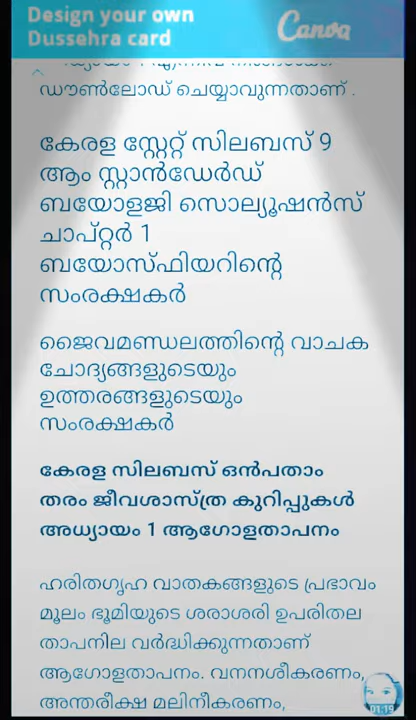 Design your own
Dussehra card
Canva
ഡൗൺലോഡ് ചെയ്യാവുന്നതാണ് .
കേരള സ്റ്റേറ്റ് സിലബസ് 9
ആം സ്റ്റാൻഡേർഡ്
ബയോളജി സൊല്യൂഷൻസ്
ചാപ്റ്റർ 1
ബയോസ്ഫിയറിന്റെ
സംരക്ഷകർ
ജൈവമണ്ഡലത്തിന്റെ വാചക
ചോദ്യങ്ങളുടെയും
ഉത്തരങ്ങളുടെയും
സംരക്ഷകർ
കേരള സിലബസ് ഒൻപതാം
തരം ജീവശാസ്ത്ര കുറിപ്പുകൾ
അധ്യായം 1 ആഗോളതാപനം
ഹരിതഗൃഹ വാതകങ്ങളുടെ പ്രഭാവം
മൂലം ഭൂമിയുടെ ശരാശരി ഉപരിതല
താപനില വർദ്ധിക്കുന്നതാണ്
ആഗോളതാപനം. വനനശീകരണം,
അന്തരീക്ഷ മലിനീകരണം,
01:19